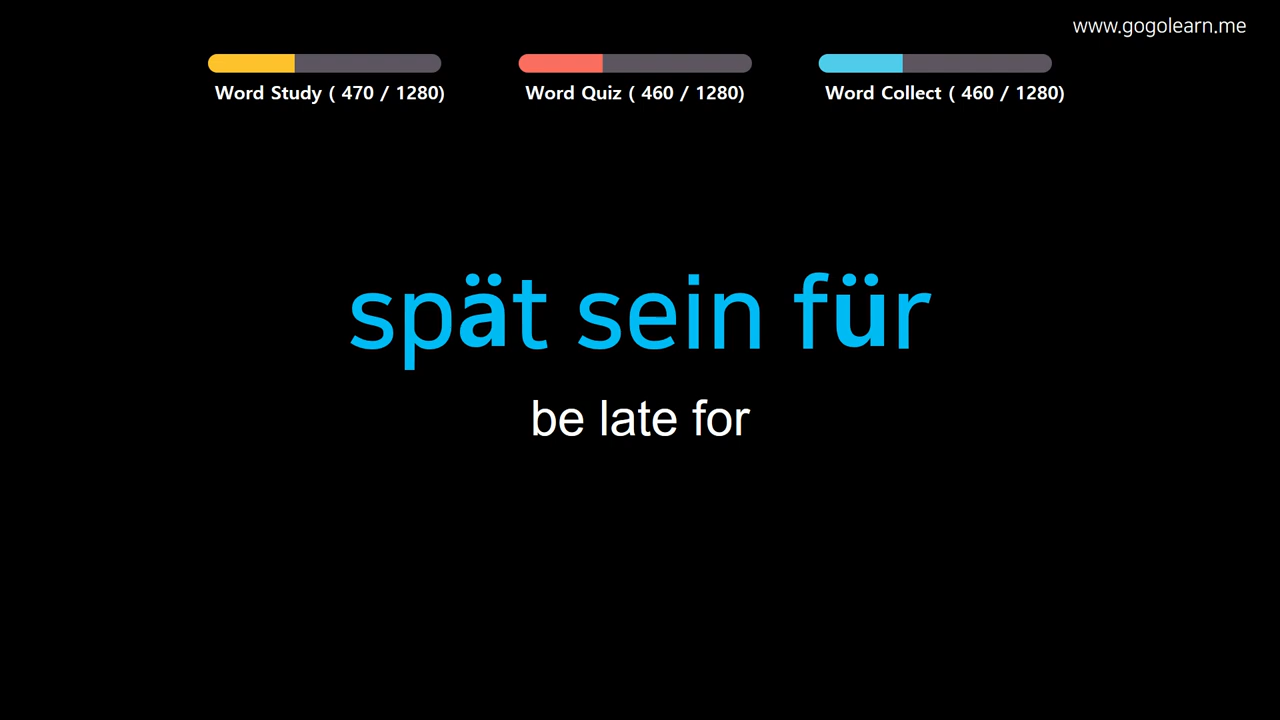 www.gogolearn.me
Word Study ( 470 / 1280)
Word Quiz ( 460 / 1280)
Word Collect ( 460 / 1280)
spät sein für
be late for